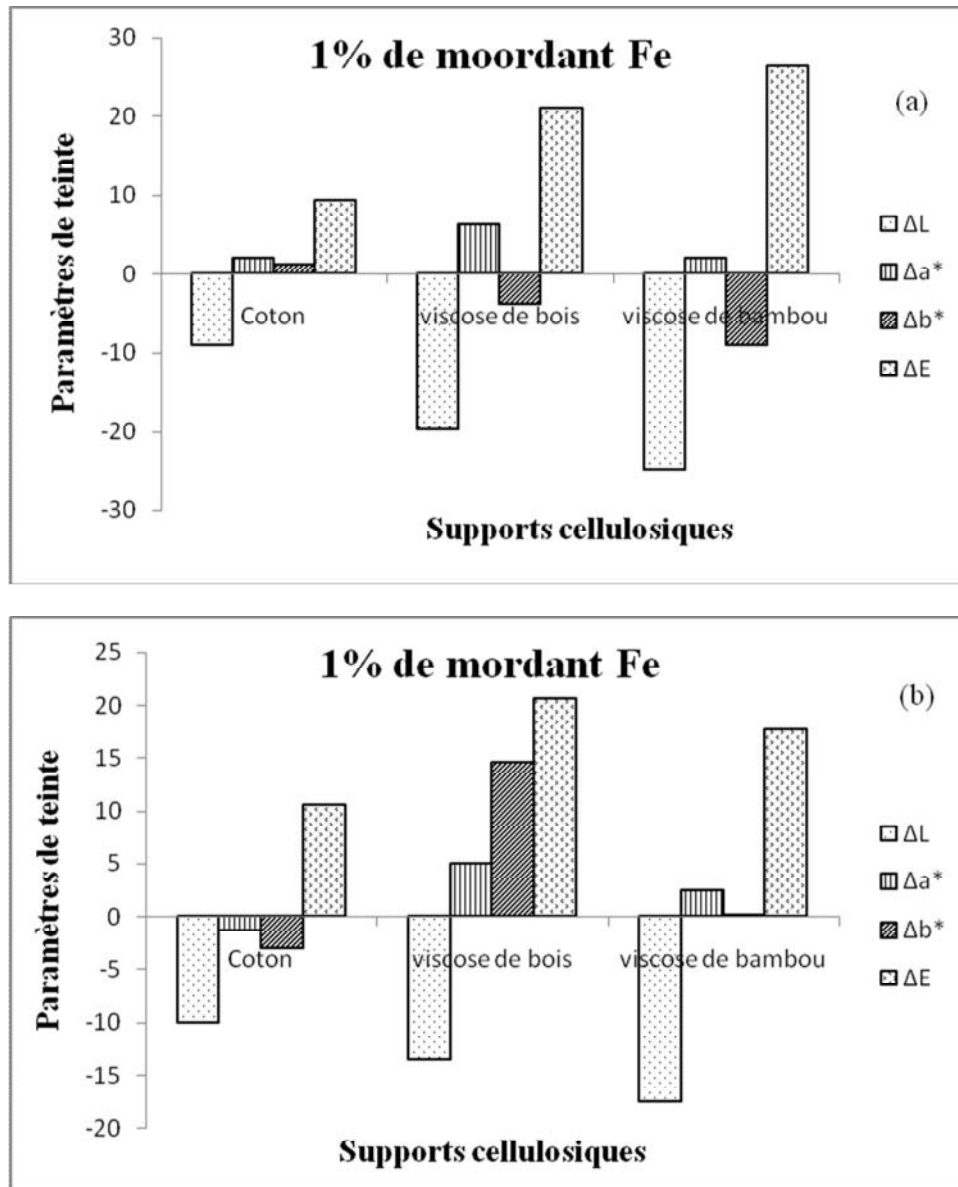 1% de moordant Fe
(a)
Paramètres de teinte
30
20
10
0
-10
-20
-30
Coton
viscose de bois
viscose de bambou
Supports cellulosiques
ΔL
Δa*
Δb*
ΔE
1% de mordant Fe
(b)
Paramètres de teinte
25
20
15
10
5
0
-5
-10
-15
-20
Coton
viscose de bois
viscose de bambou
Supports cellulosiques
ΔL
Δa*
Δb*
ΔE